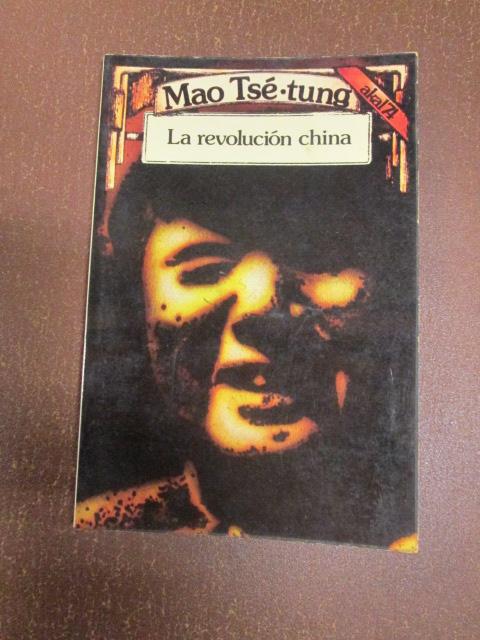 Mao Tsé·tung
akal 74
La revolución china